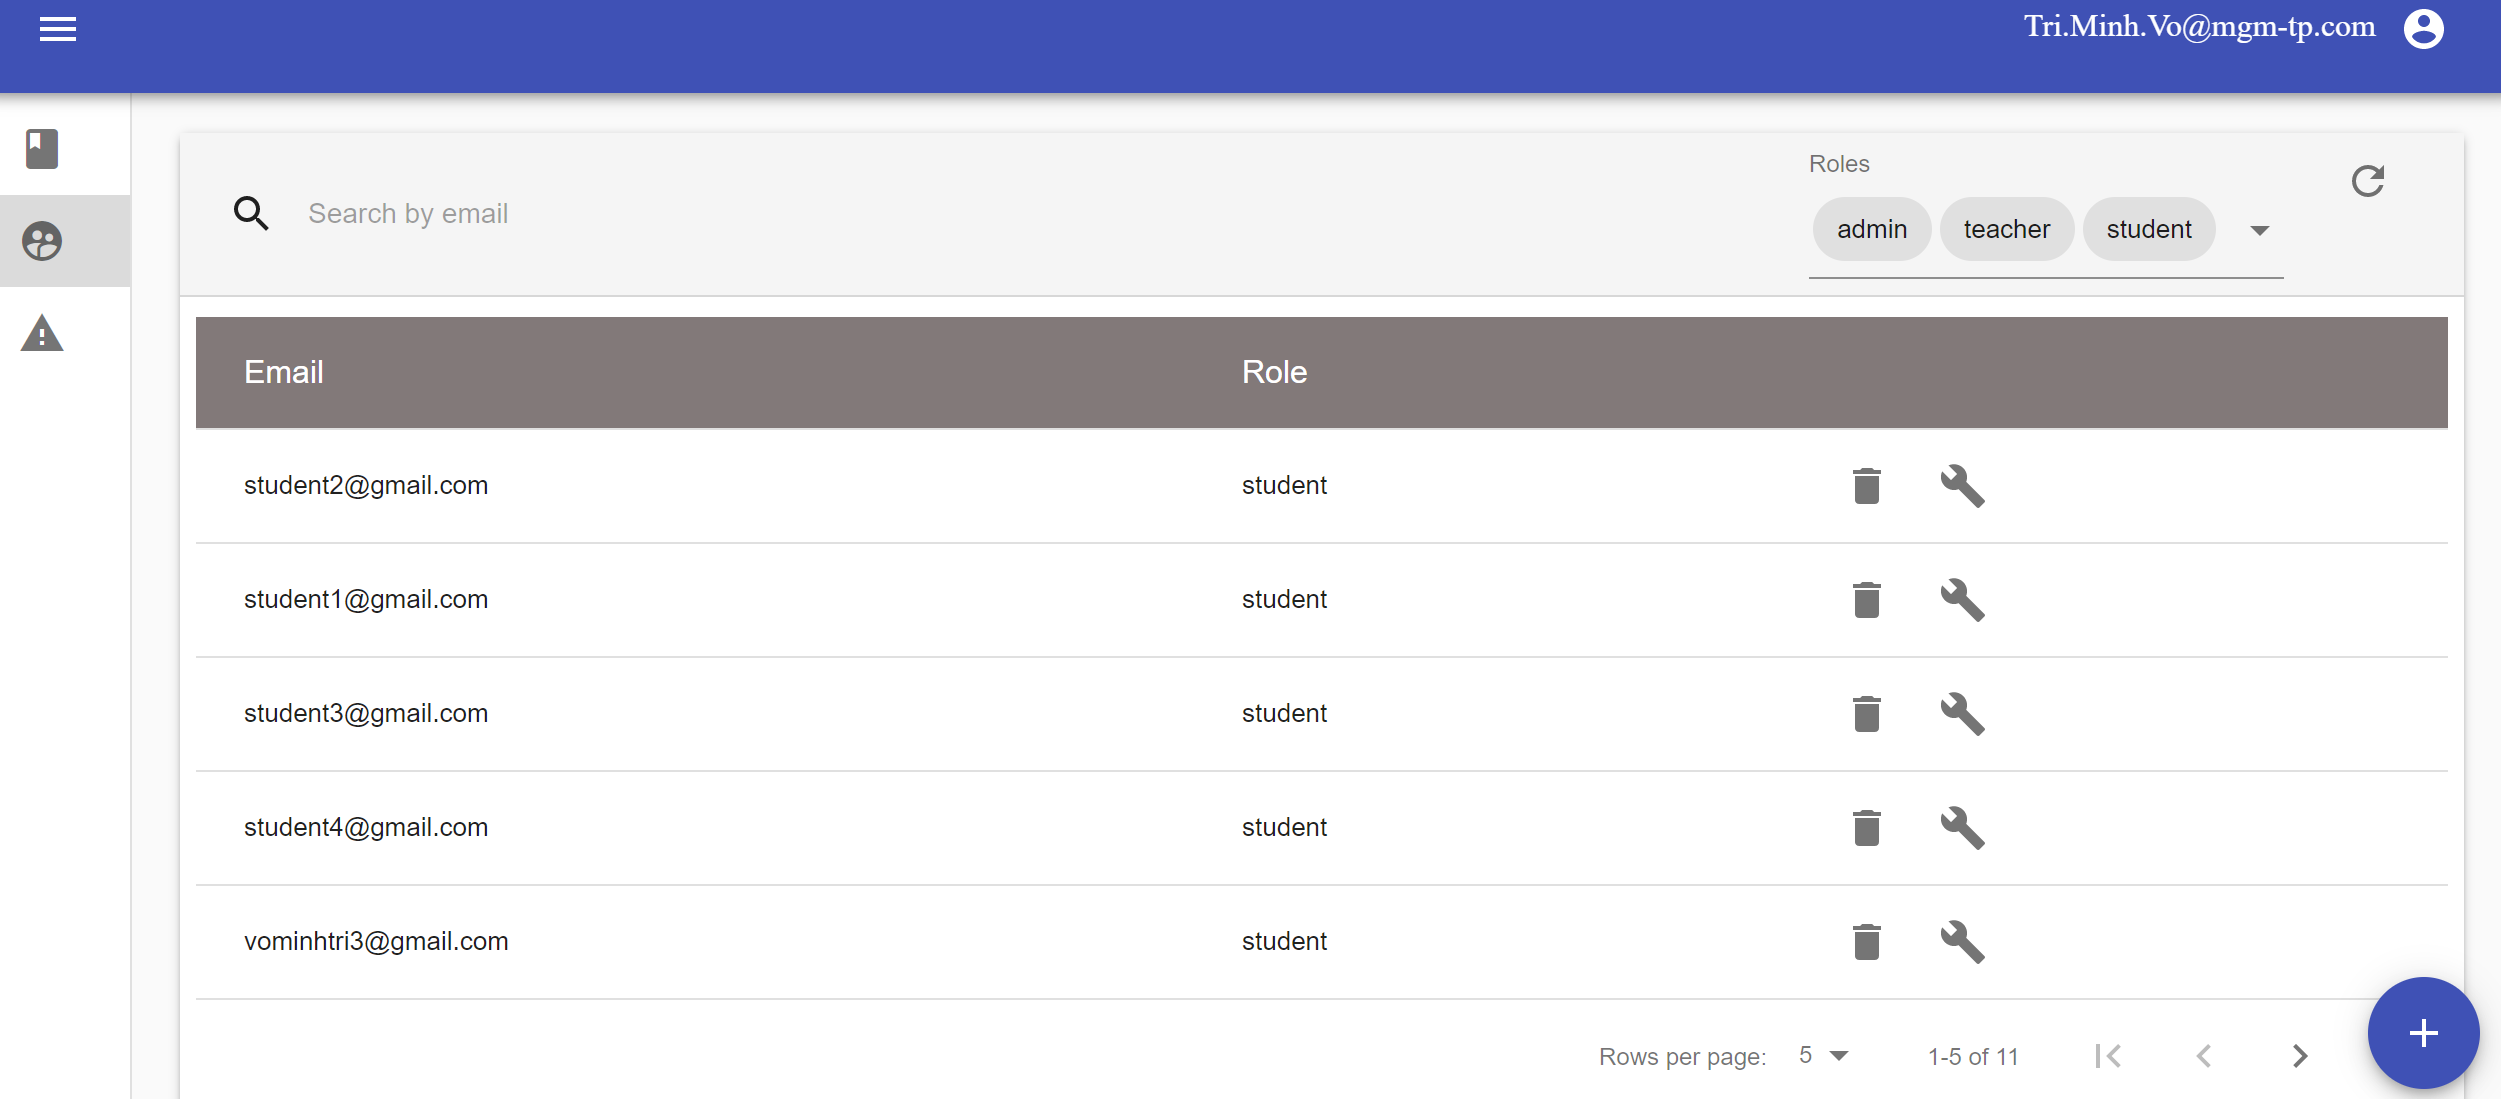 Tri.Minh.Vo@mgm-tp.com
Roles
Search by email
admin teacher student
Email Role
student2@gmail.com student
student1@gmail.com student
student3@gmail.com student
student4@gmail.com student
vominhtri3@gmail.com student
Rows per page: 5 1-5 of 11